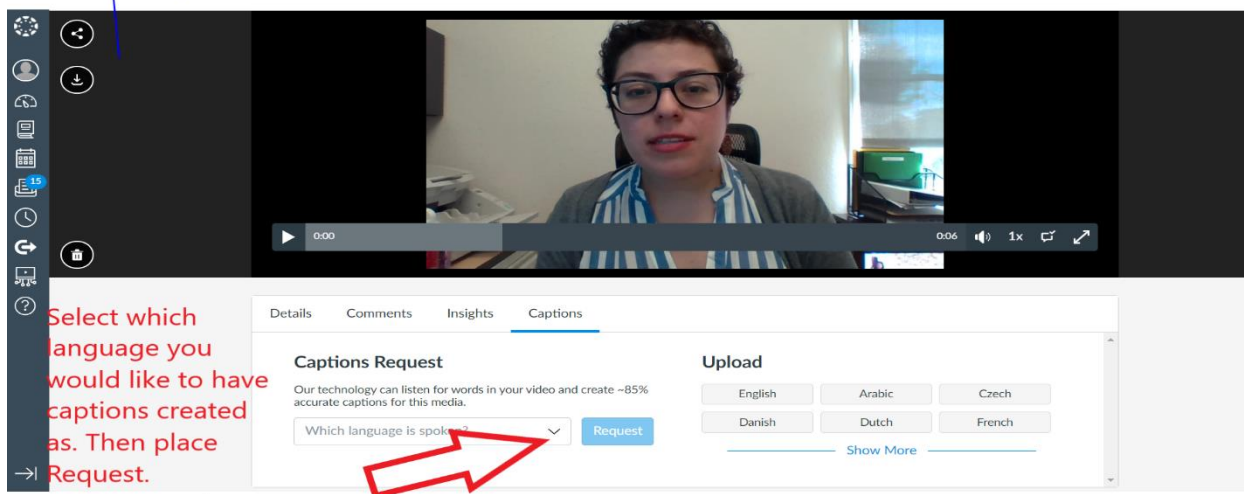 15
0:00
0:06
1x
Select which
language you
would like to have
captions created
as. Then place
Request.
Details Comments Insights Captions
Captions Request
Our technology can listen for words in your video and create ~85%
accurate captions for this media.
Which language is spoken?
Request
Upload
English Arabic Czech
Danish Dutch French
Show More